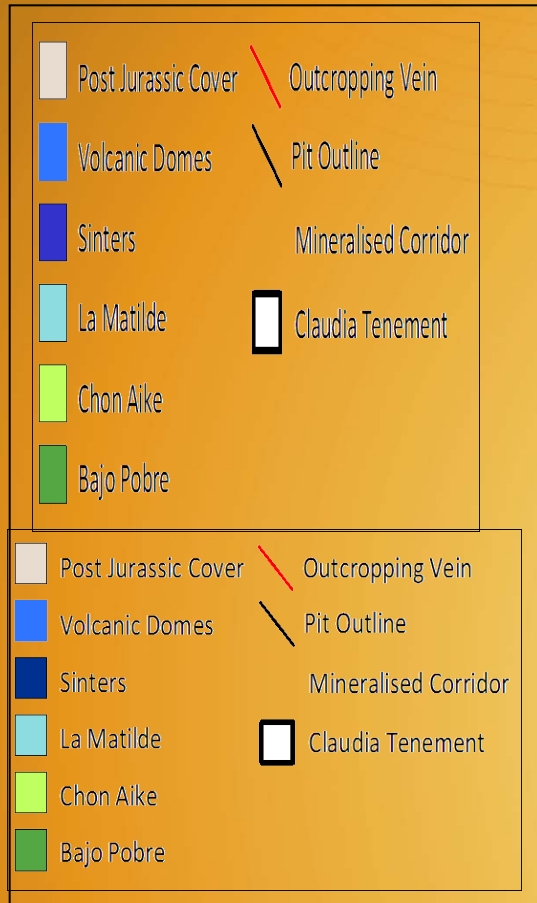 Post Jurassic Cover
Outcropping Vein
Volcanic Domes
Pit Outline
Sinters
Mineralised Corridor
La Matilde
Claudia Tenement
Chon Aike
Bajo Pobre
Post Jurassic Cover
Outcropping Vein
Volcanic Domes
Pit Outline
Sinters
Mineralised Corridor
La Matilde
Claudia Tenement
Chon Aike
Bajo Pobre